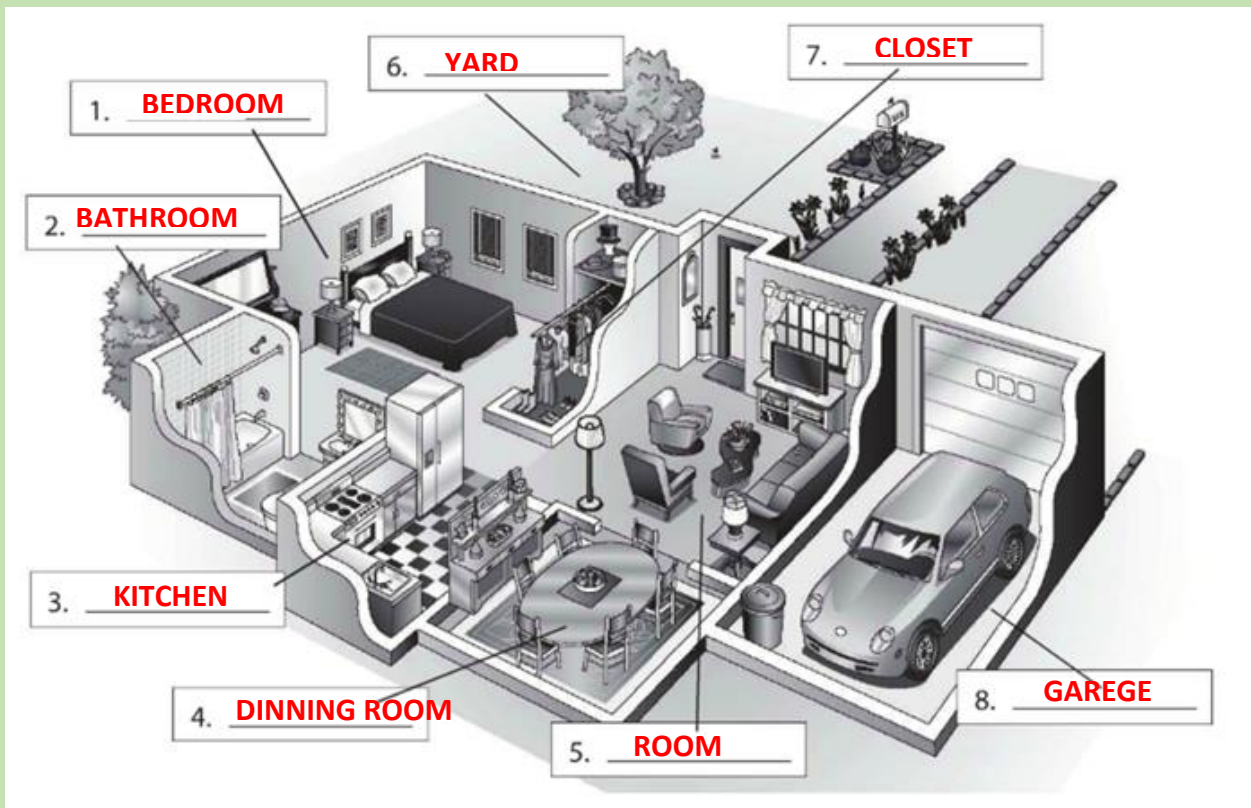 1. BEDROOM
2. BATHROOM
3. KITCHEN
4. DINNING ROOM
5. ROOM
6. YARD
7. CLOSET
8. GAREGE